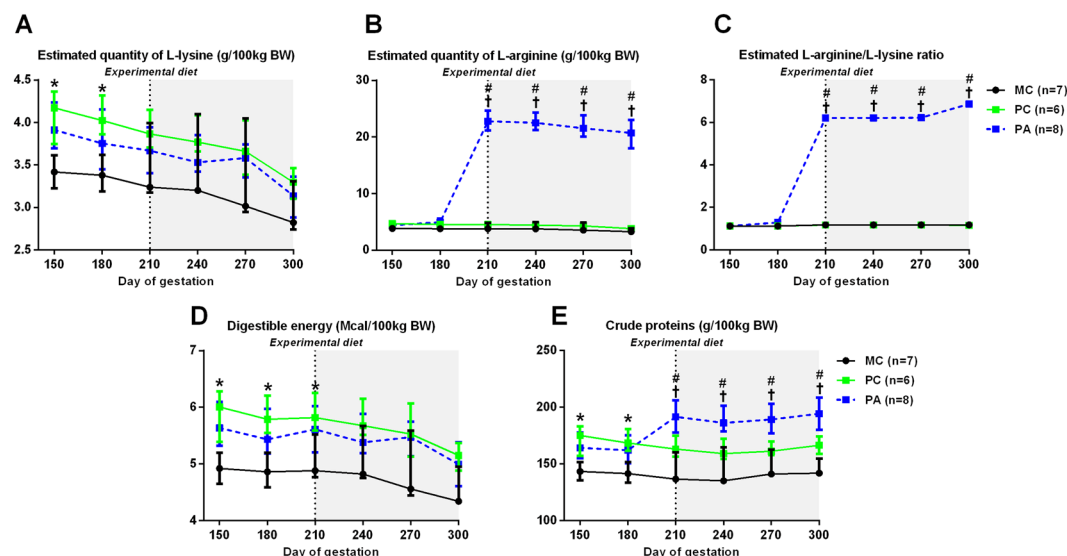 A
Estimated quantity of L-lysine (g/100kg BW)
Experimental diet
4.5
4.0
3.5
3.0
2.5
* *
150 180 210 240 270 300
Day of gestation
B
Estimated quantity of L-arginine (g/100kg BW)
Experimental diet
30
20
10
0
# # # #
† † † †
150 180 210 240 270 300
Day of gestation
C
Estimated L-arginine/L-lysine ratio
Experimental diet
8
6
4
2
0
# # # #
† † † †
150 180 210 240 270 300
Day of gestation
MC (n=7)
PC (n=6)
PA (n=8)
D
Digestible energy (Mcal/100kg BW)
Experimental diet
7
6
5
4
* * *
150 180 210 240 270 300
Day of gestation
E
Crude proteins (g/100kg BW)
Experimental diet
250
200
150
100
* *
# # # #
† † † †
150 180 210 240 270 300
Day of gestation
MC (n=7)
PC (n=6)
PA (n=8)